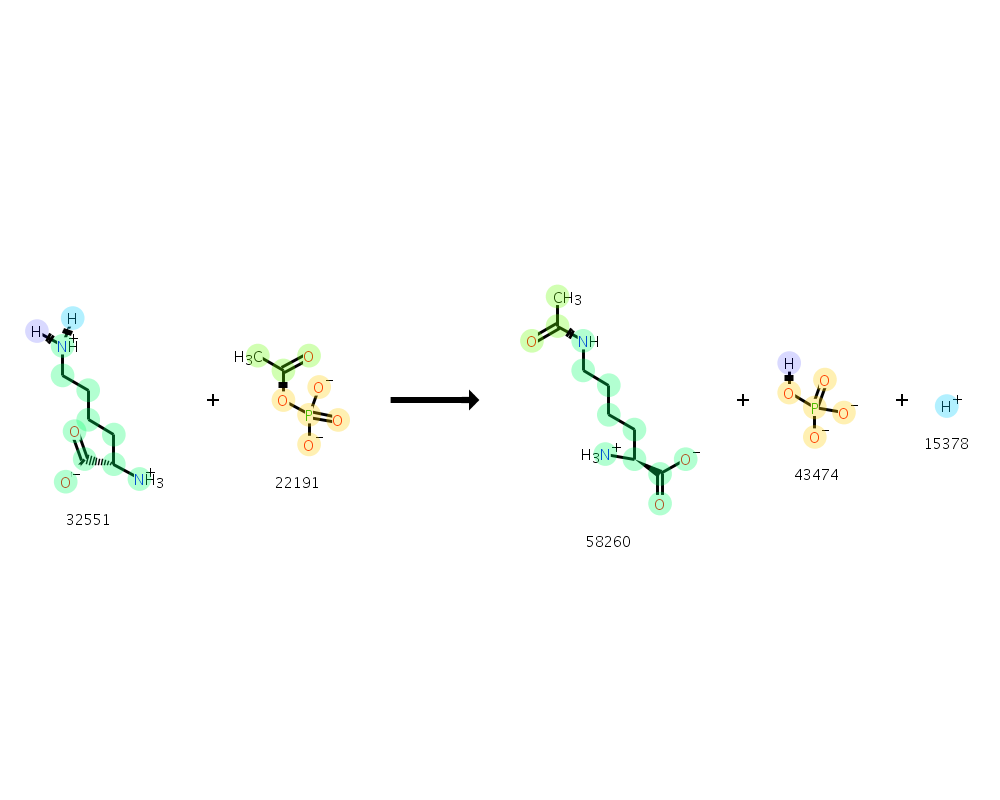 H
H
NH
+
O
O
−
NH3
+
32551
+
H3C
O
O
O
−
P
O
O
−
22191
CH3
O
NH
H3N
+
O
−
O
58260
+
H
O
O
P
O
−
O
−
43474
+
H
+
15378